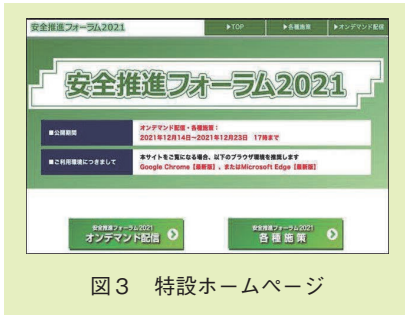 安全推進フォーラム2021
▶TOP
▶各種施策
▶オンデマンド配信
安全推進フォーラム2021
■公開期間
オンデマンド配信・各種施策：
2021年12月14日~2021年12月23日 17時まで
■ご利用環境につきまして
本サイトをご覧になる場合、以下のブラウザ環境を推奨します
Google Chrome【最新版】、またはMicrosoft Edge【最新版】
安全推進フォーラム2021
オンデマンド配信
安全推進フォーラム2021
各種施策
図３　特設ホームページ